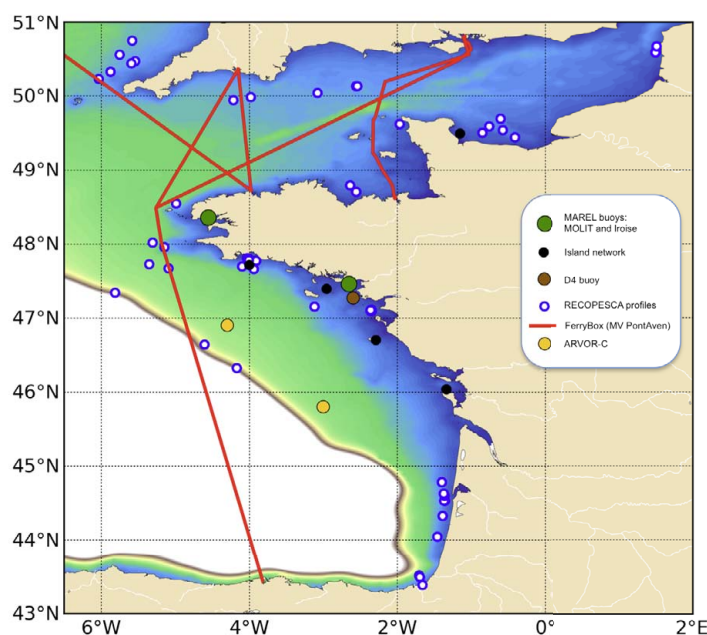 51°N
50°N
49°N
48°N
47°N
46°N
45°N
44°N
43°N
6°W
4°W
2°W
0°
2°E
MAREL buoys:
MOLIT and Iroise
Island network
D4 buoy
RECOPESCA profiles
FerryBox (MV PontAven)
ARVOR-C